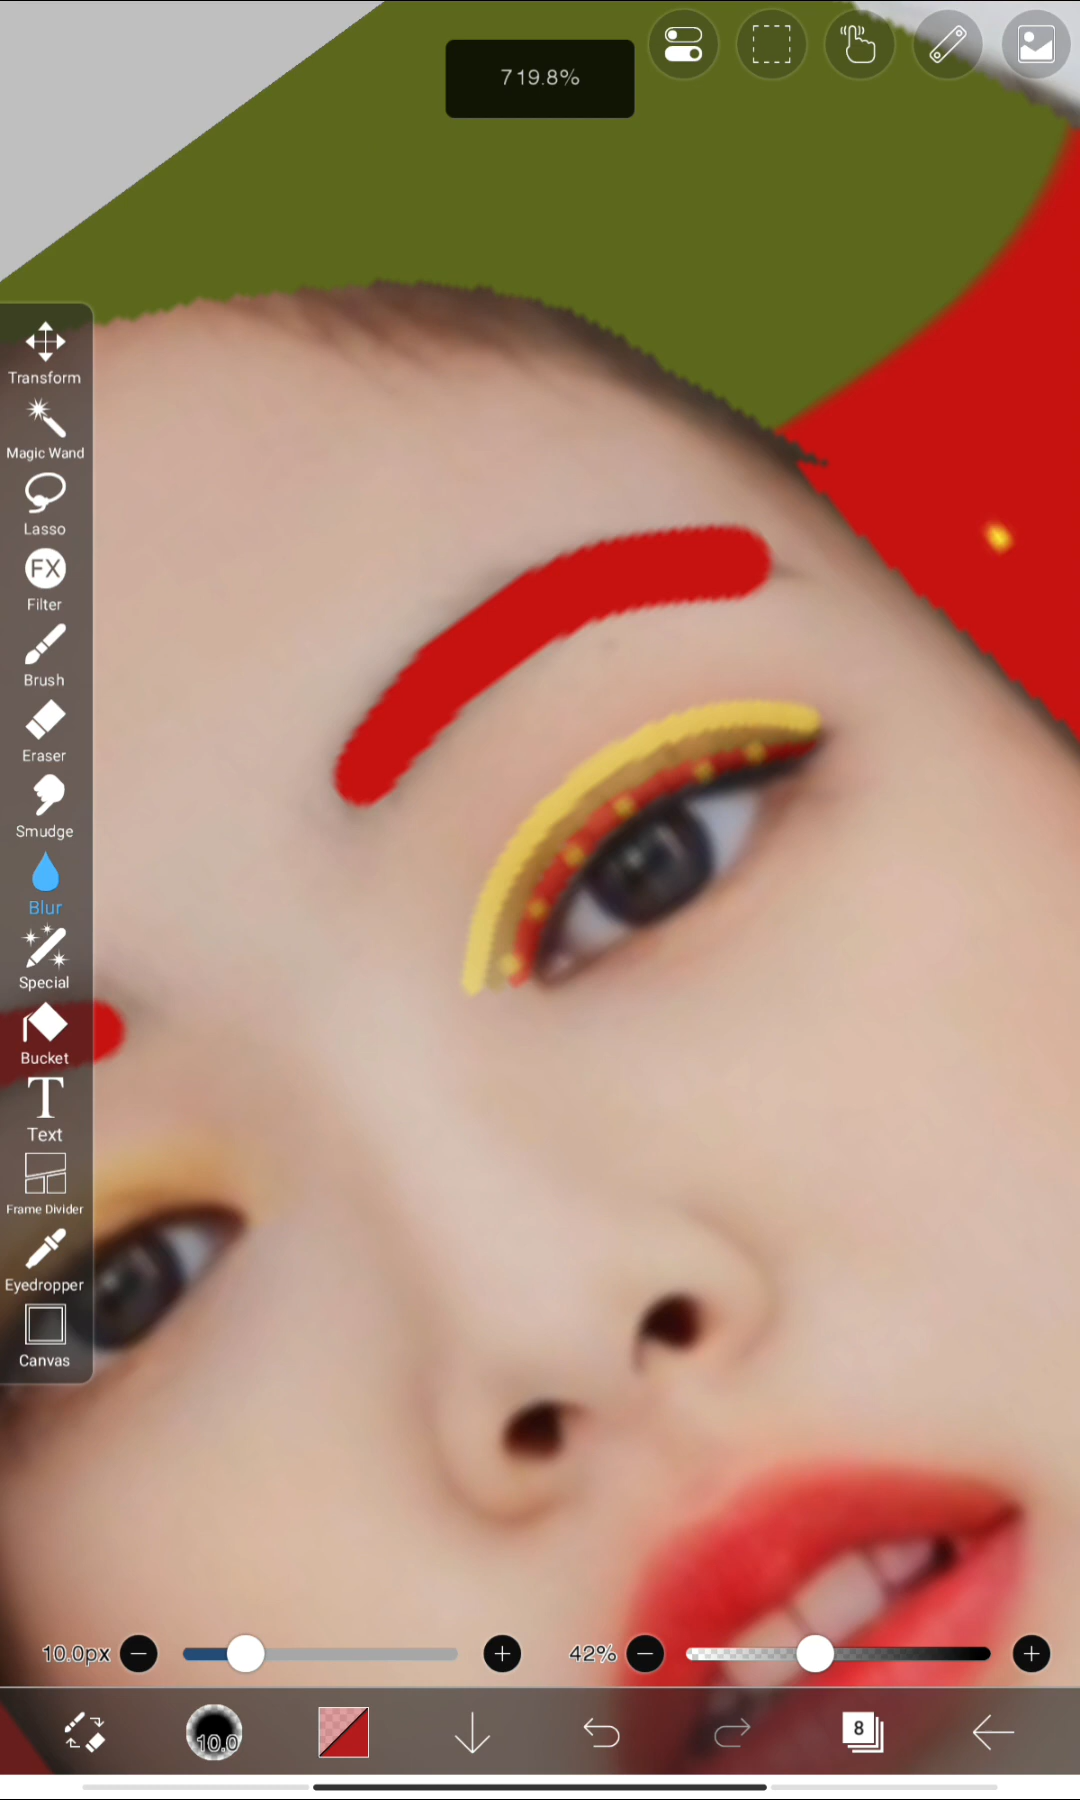 719.8%
Transform
Magic Wand
Lasso
FX
Filter
Brush
Eraser
Smudge
Blur
Special
Bucket
T
Text
Frame Divider
Eyedropper
Canvas
10.0px
42%
10.0
8